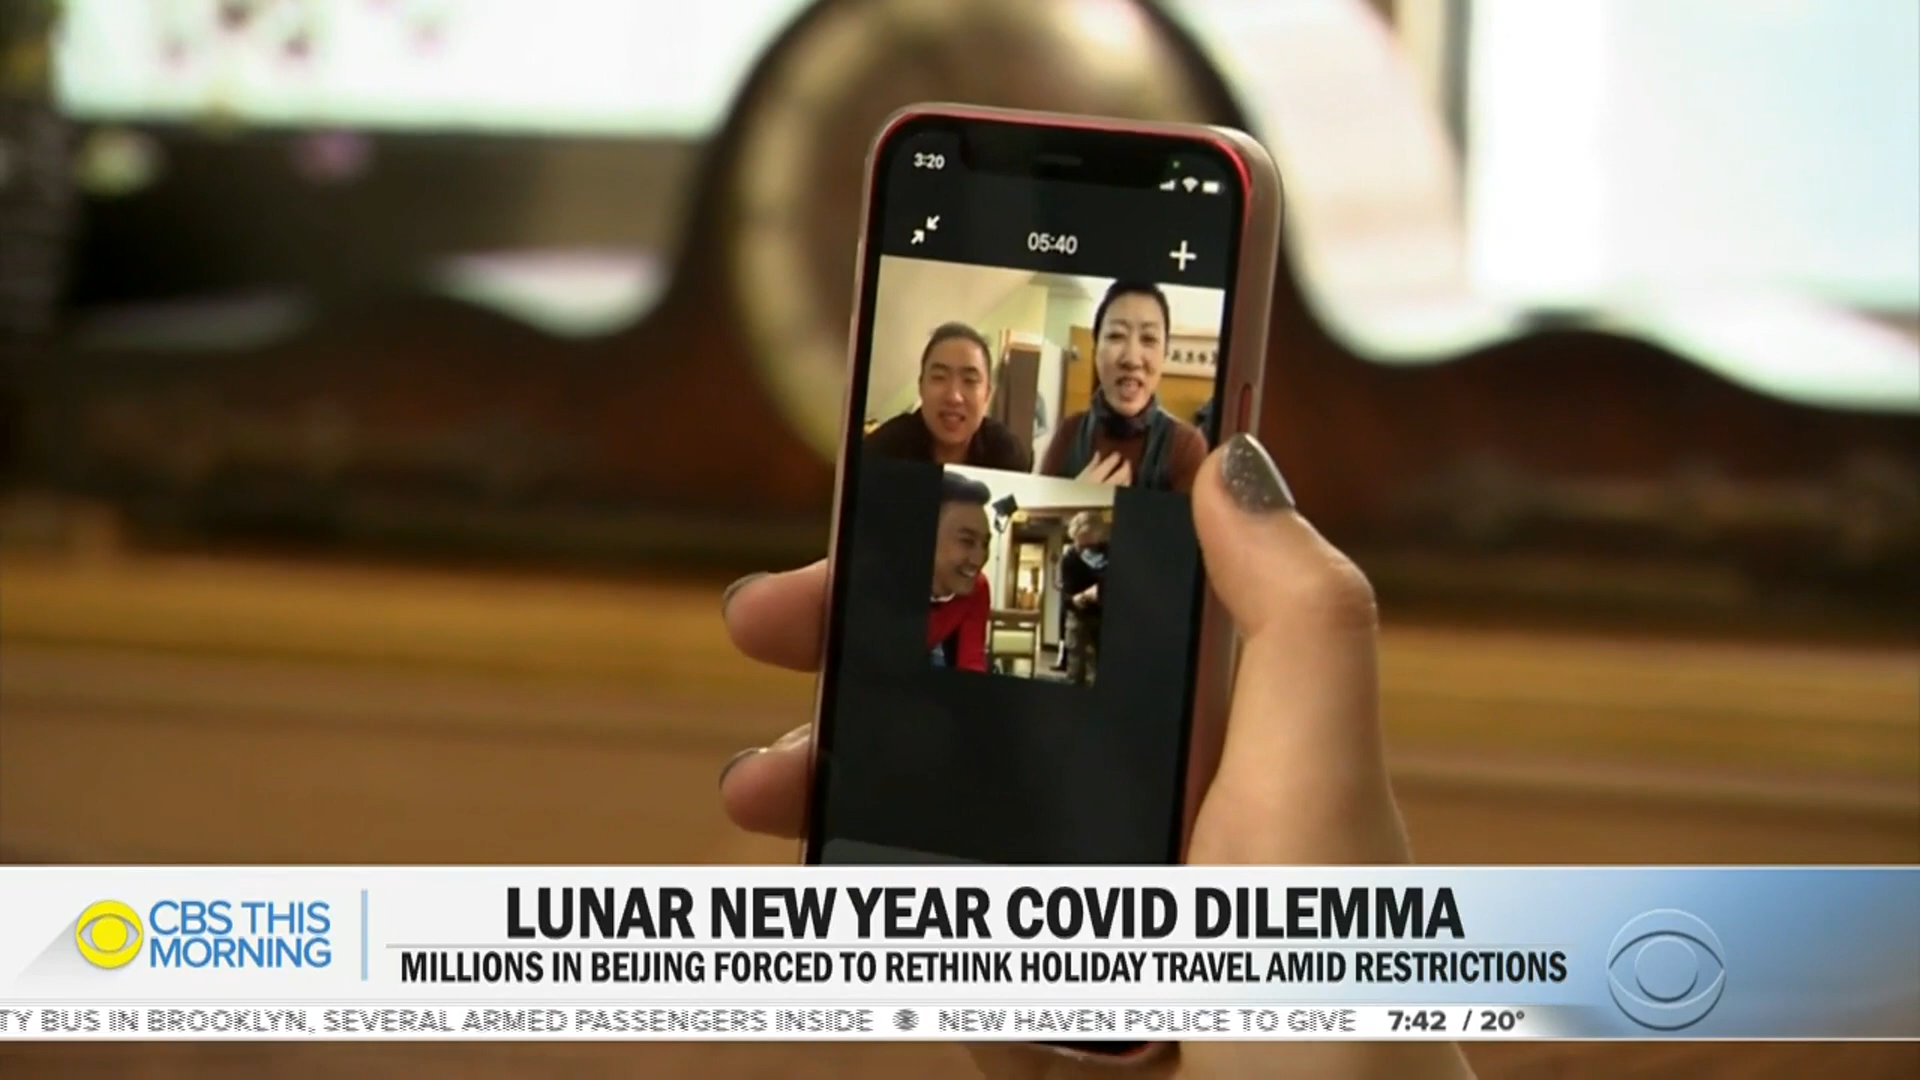 3:20
05:40
CBS THIS
MORNING
LUNAR NEW YEAR COVID DILEMMA
MILLIONS IN BEIJING FORCED TO RETHINK HOLIDAY TRAVEL AMID RESTRICTIONS
TY BUS IN BROOKLYN, SEVERAL ARMED PASSENGERS INSIDE NEW HAVEN POLICE TO GIVE 7:42 / 20°